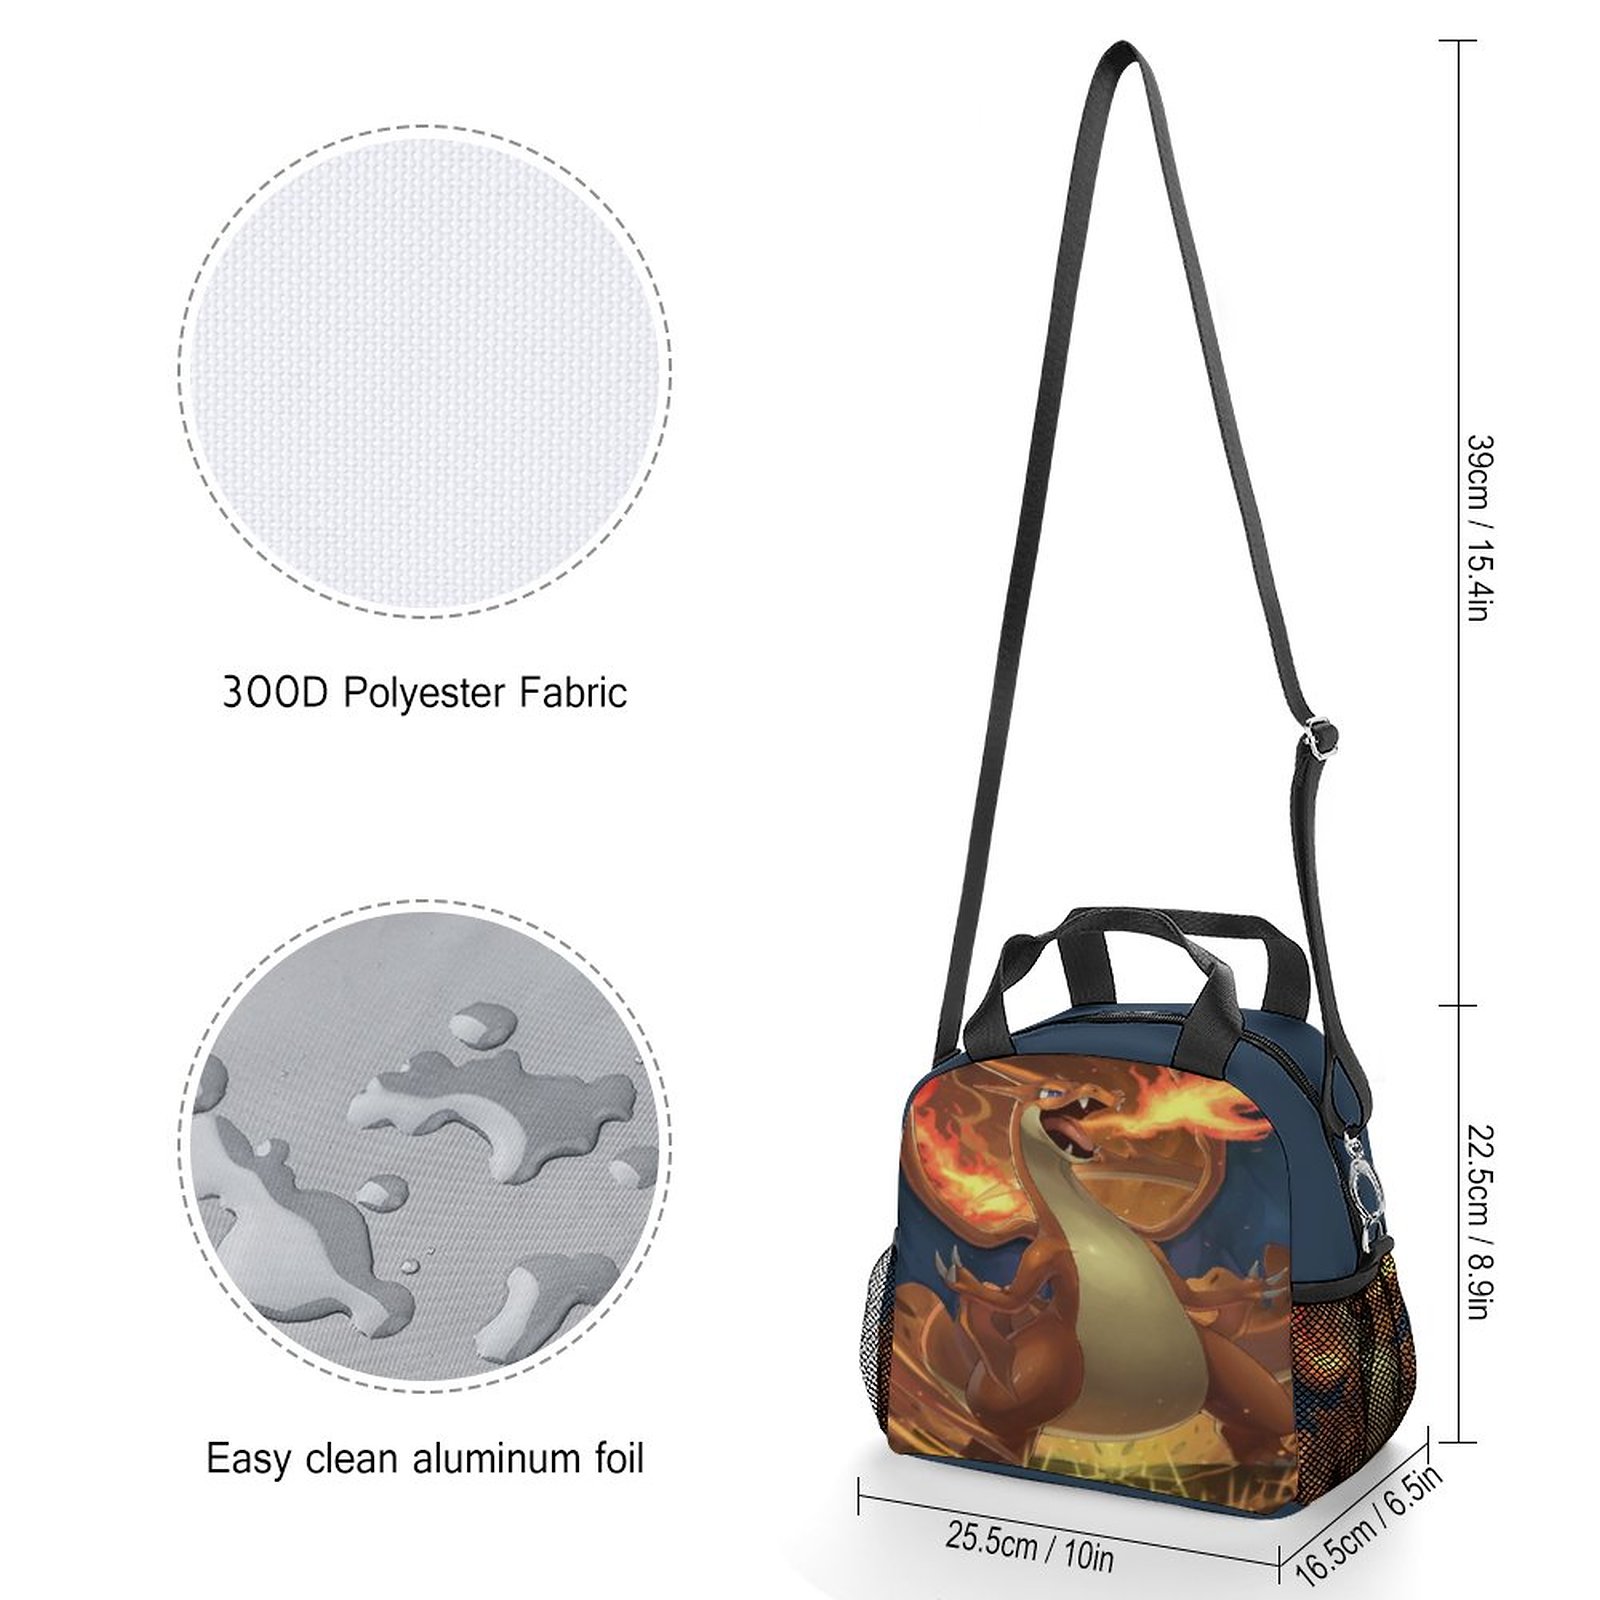 300D Polyester Fabric
Easy clean aluminum foil
39cm / 15.4in
22.5cm / 8.9in
25.5cm / 10in
16.5cm / 6.5in